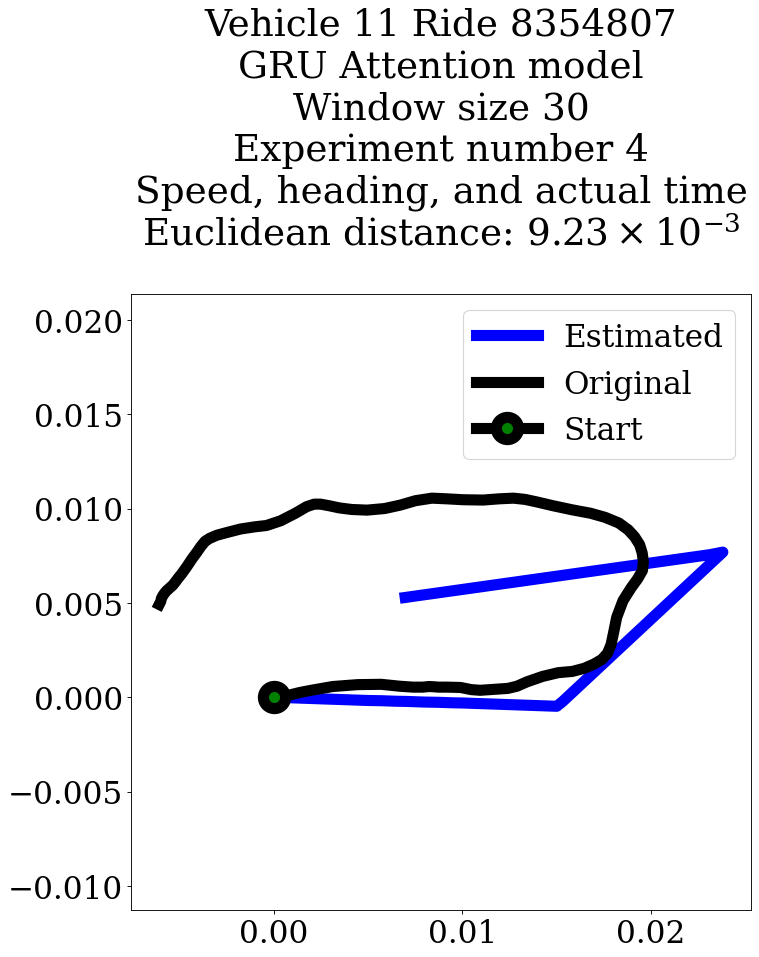 Vehicle 11 Ride 8354807
GRU Attention model
Window size 30
Experiment number 4
Speed, heading, and actual time
Euclidean distance: 9.23 × 10⁻³
Estimated
Original
Start
0.020
0.015
0.010
0.005
0.000
−0.005
−0.010
0.00 0.01 0.02